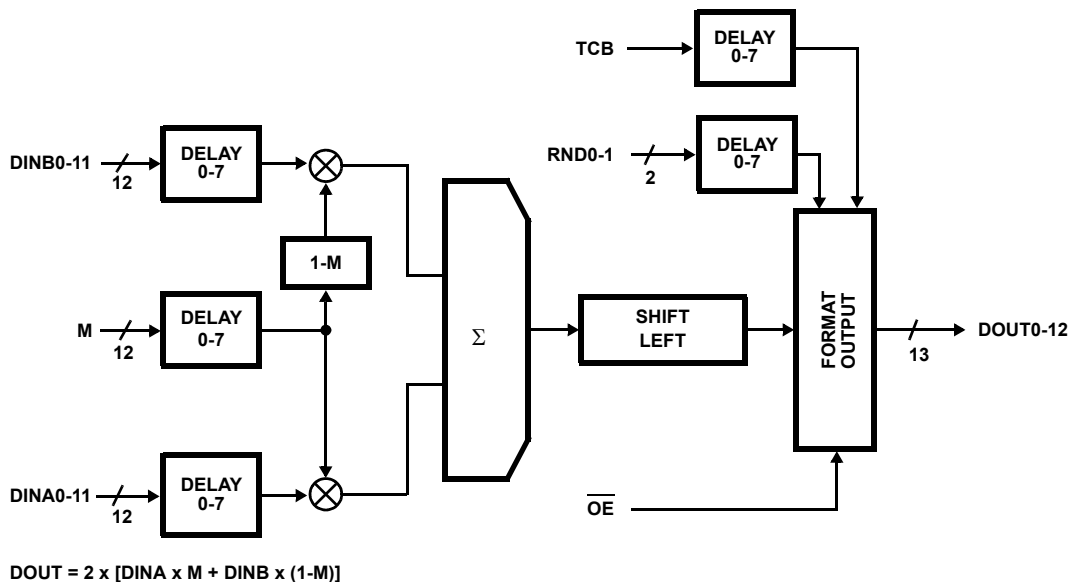 TCB
DELAY
0-7
DINB0-11
12
DELAY
0-7
RND0-1
2
DELAY
0-7
1-M
M
12
DELAY
0-7
Σ
SHIFT
LEFT
FORMAT
OUTPUT
13
DOUT0-12
DINA0-11
12
DELAY
0-7
OE
DOUT = 2 x [DINA x M + DINB x (1-M)]